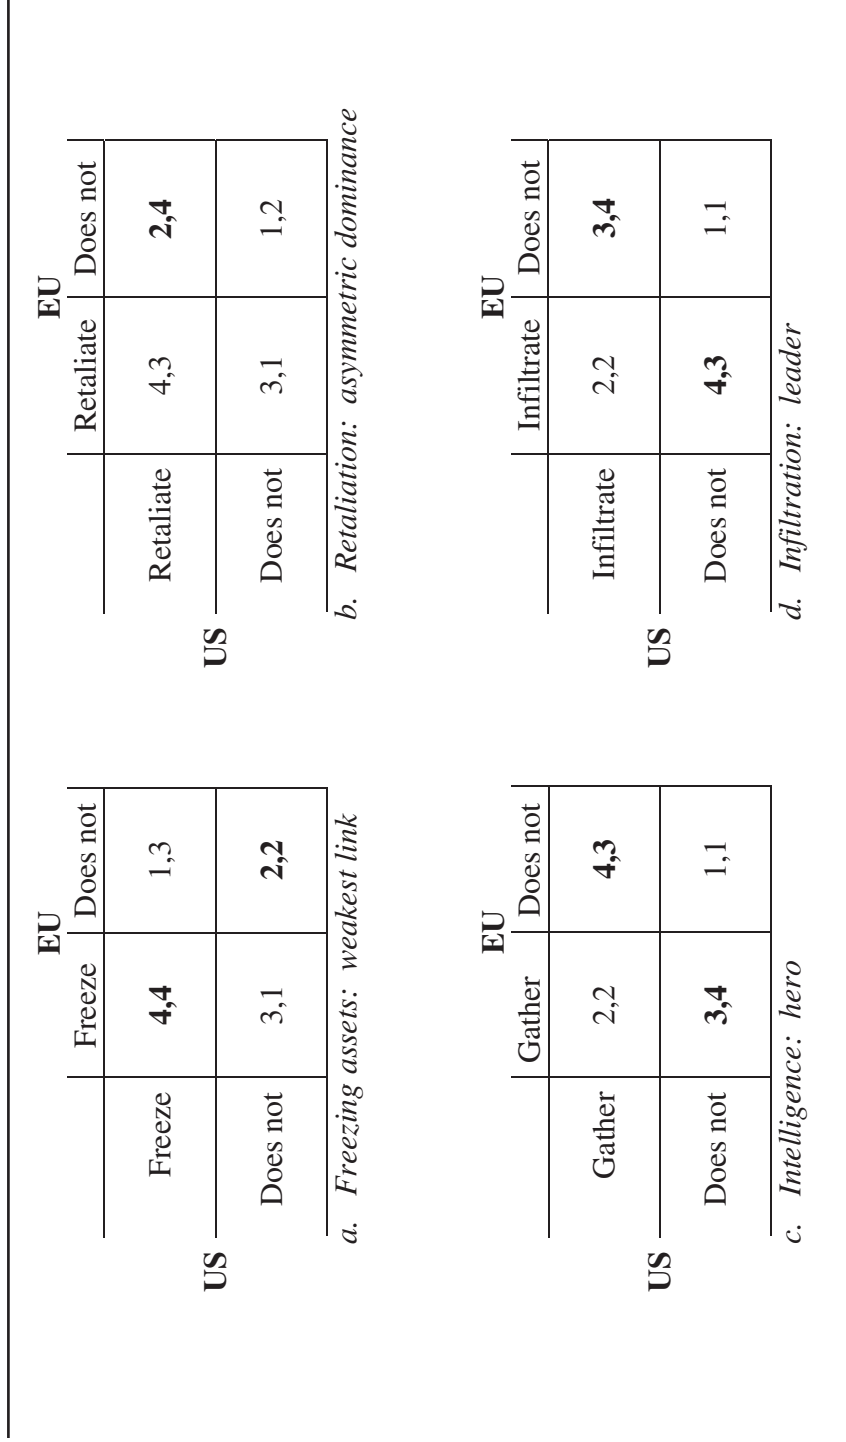 EU
Freeze Does not
US
Freeze 4,4 1,3
Does not 3,1 2,2
a. Freezing assets: weakest link
EU
Retaliate Does not
US
Retaliate 4,3 2,4
Does not 3,1 1,2
b. Retaliation: asymmetric dominance
EU
Gather Does not
US
Gather 2,2 4,3
Does not 3,4 1,1
c. Intelligence: hero
EU
Infiltrate Does not
US
Infiltrate 2,2 3,4
Does not 4,3 1,1
d. Infiltration: leader